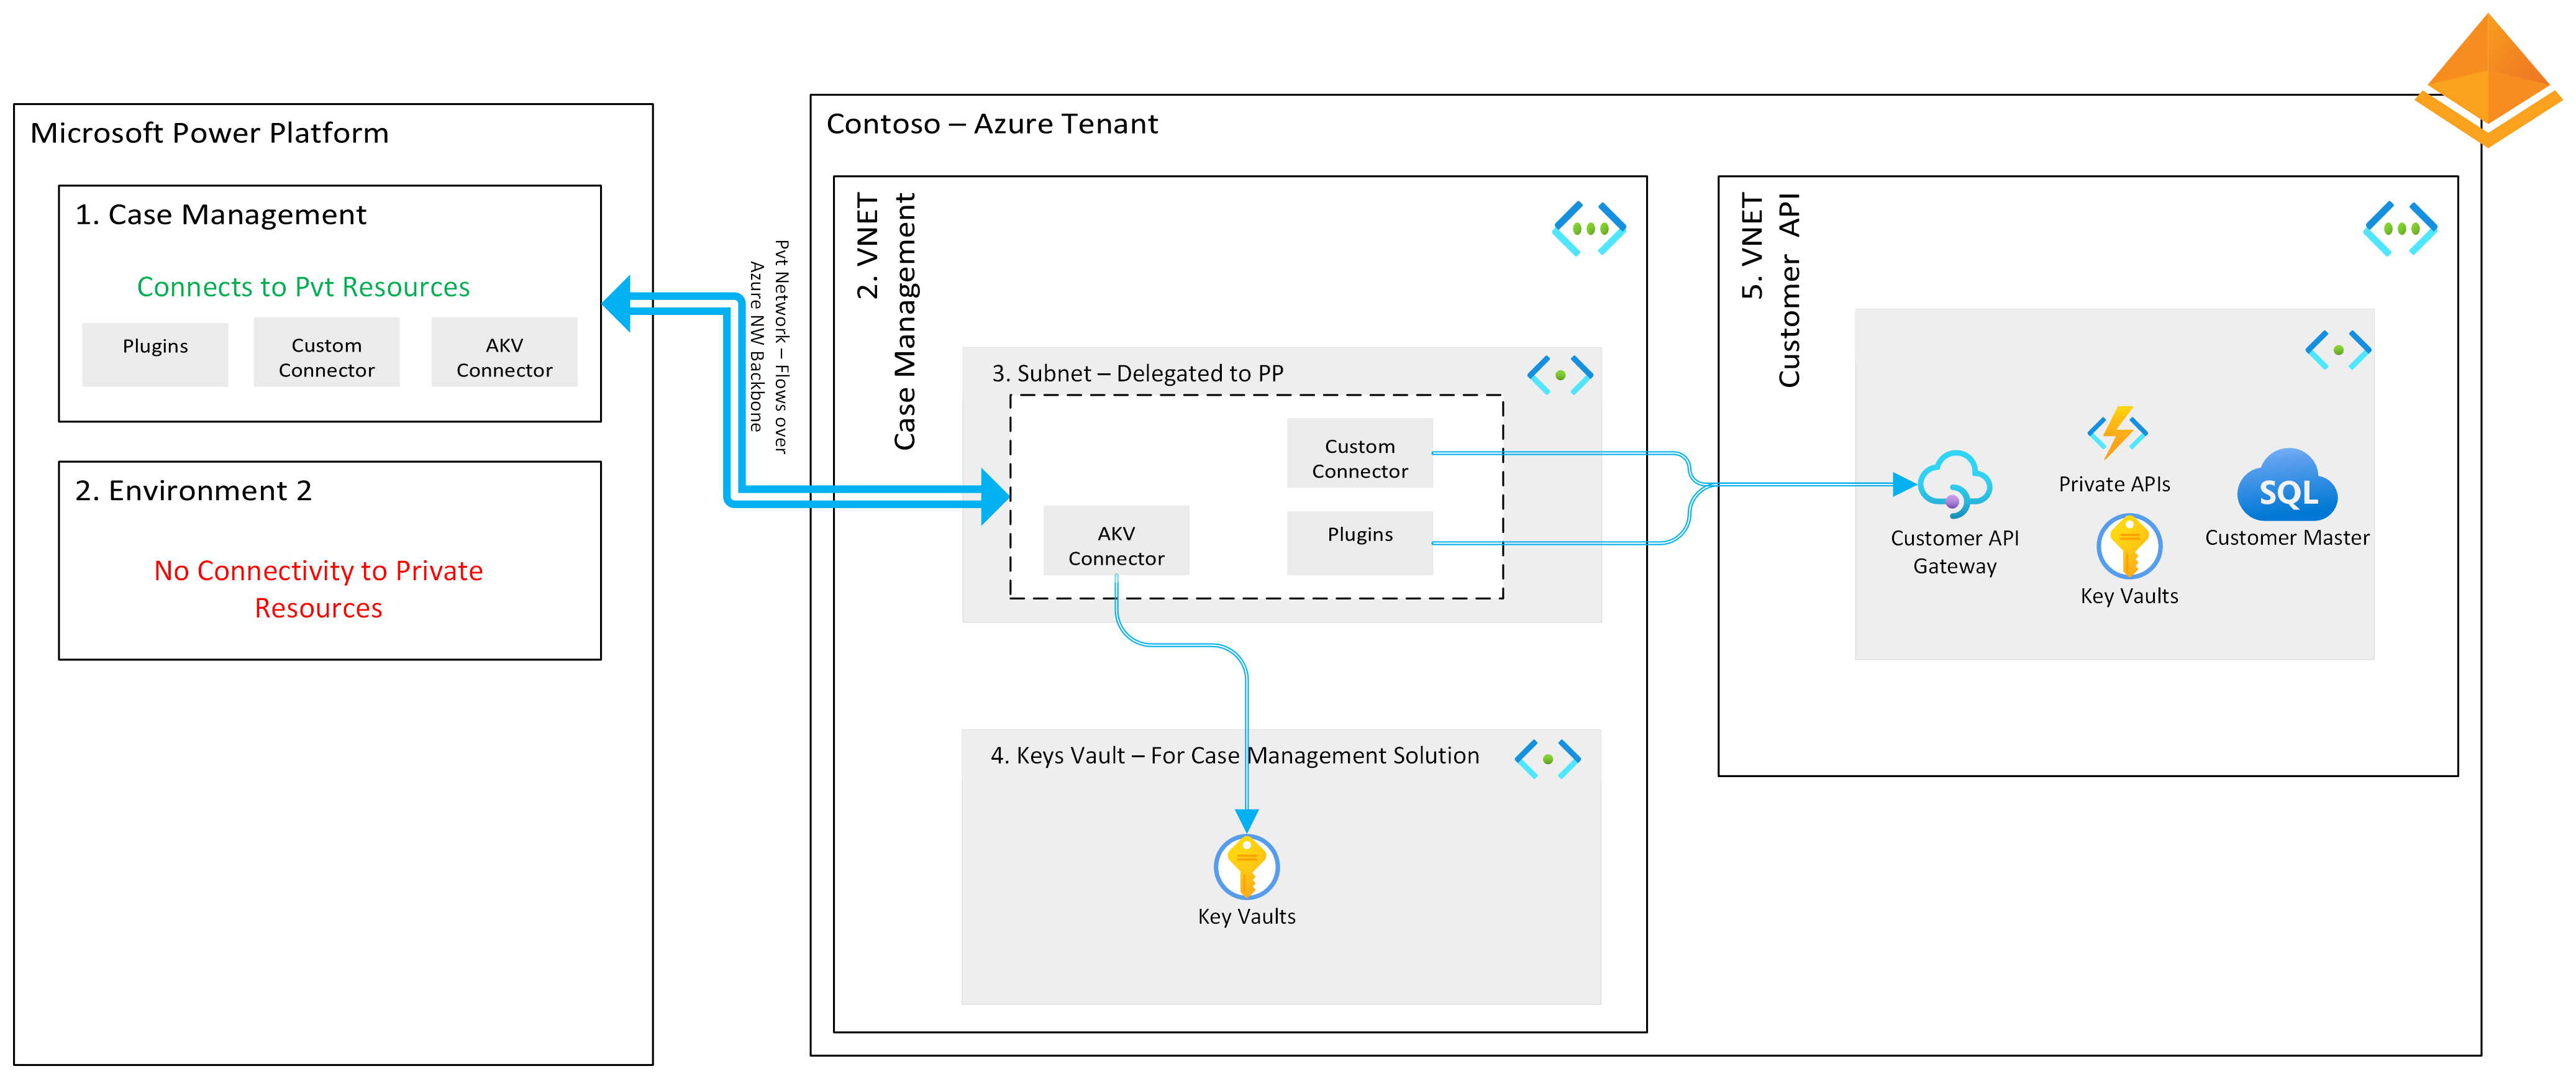 Microsoft Power Platform
1. Case Management
Connects to Pvt Resources
Plugins
Custom
Connector
AKV
Connector
2. Environment 2
No Connectivity to Private
Resources
Pvt Network – Flows over
Azure NW Backbone
Contoso – Azure Tenant
2. VNET
Case Management
3. Subnet – Delegated to PP
Custom
Connector
AKV
Connector
Plugins
4. Keys Vault – For Case Management Solution
Key Vaults
5. VNET
Customer API
Customer API
Gateway
Private APIs
Key Vaults
SQL
Customer Master